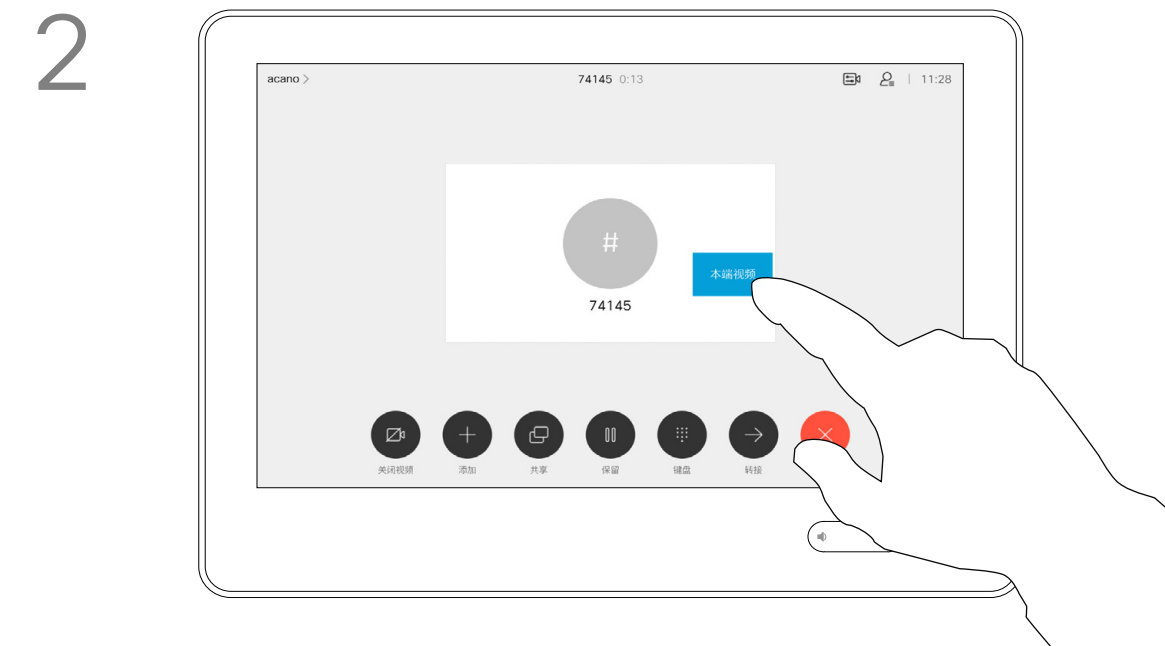 2
acano >
74145 0:13
11:28
#
本端视频
74145
关闭视频
添加
共享
保留
键盘
转接